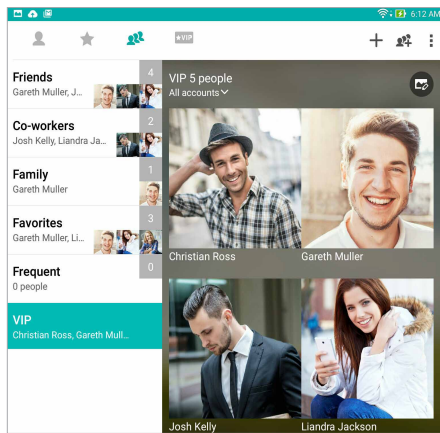 6:12 AM
VIP
Friends
4
Gareth Muller, J...
Co-workers
2
Josh Kelly, Liandra Ja...
Family
1
Gareth Muller
Favorites
3
Gareth Muller, Li...
Frequent
0
0 people
VIP
Christian Ross, Gareth Mull...
VIP 5 people
All accounts
Christian Ross
Gareth Muller
Josh Kelly
Liandra Jackson